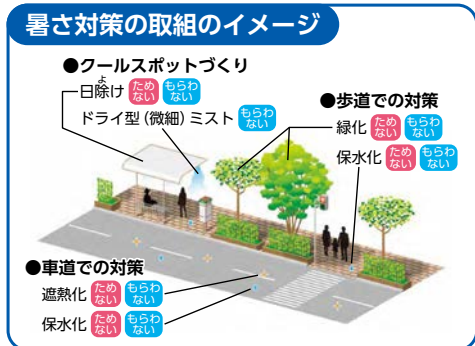 暑さ対策の取組のイメージ
●クールスポットづくり
よ
日除け ためない もらわない
ドライ型(微細)ミスト もらわない
●歩道での対策
緑化 ためない もらわない
保水化 ためない もらわない
●車道での対策
遮熱化 ためない もらわない
保水化 ためない もらわない